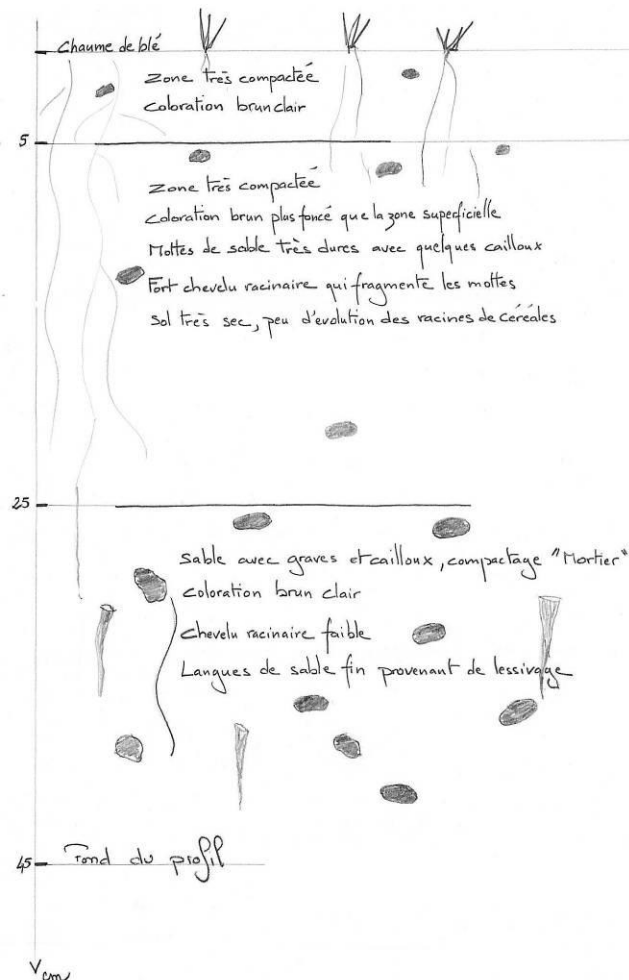 Chaume de blé
Zone très compactée
Coloration brun clair
5
Zone très compactée
Coloration brun plus foncé que la zone superficielle
Mottes de sable très dures avec quelques cailloux
Fort chevelu racinaire qui fragmente les mottes
Sol très sec, peu d'évolution des racines de céréales
25
Sable avec graves et cailloux, compactage "Mortier"
Coloration brun clair
Chevelu racinaire faible
Langues de sable fin provenant de lessivage
45
Fond du profil
V cm